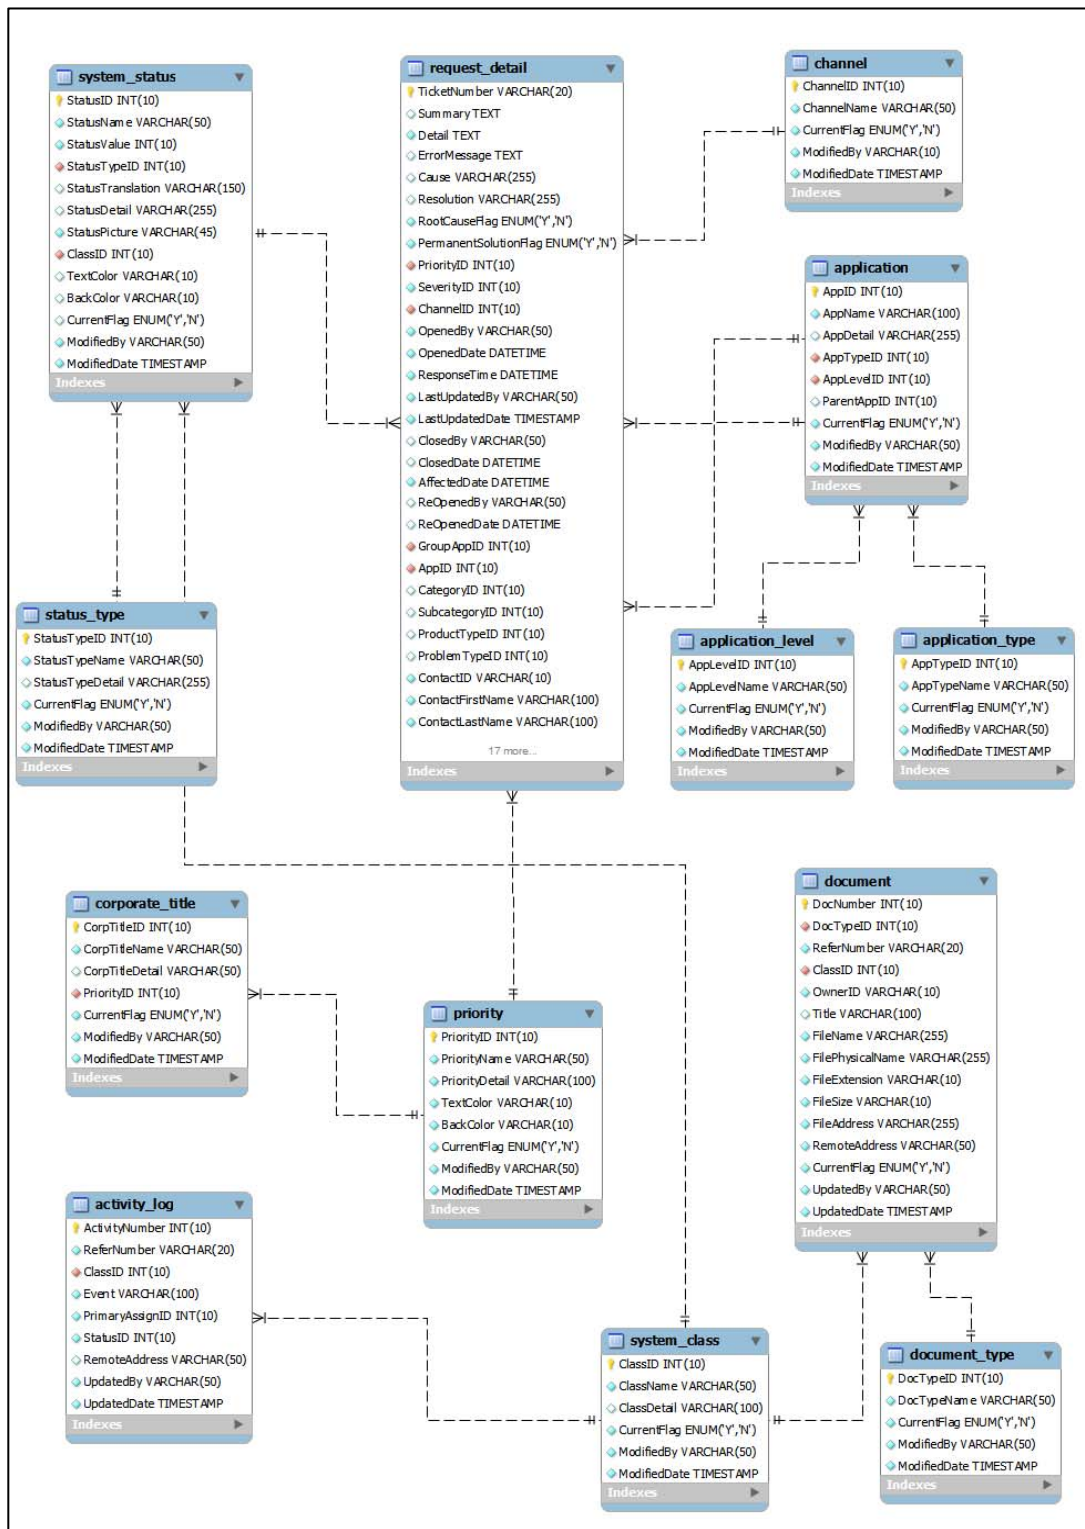 system_status
StatusID INT(10)
StatusName VARCHAR(50)
StatusValue INT(10)
StatusTypeID INT(10)
StatusTranslation VARCHAR(150)
StatusDetail VARCHAR(255)
StatusPicture VARCHAR(45)
ClassID INT(10)
TextColor VARCHAR(10)
BackColor VARCHAR(10)
CurrentFlag ENUM('Y','N')
ModifiedBy VARCHAR(50)
ModifiedDate TIMESTAMP
Indexes
request_detail
TicketNumber VARCHAR(20)
Summary TEXT
Detail TEXT
ErrorMessage TEXT
Cause VARCHAR(255)
Resolution VARCHAR(255)
RootCauseFlag ENUM('Y','N')
PermanentSolutionFlag ENUM('Y','N')
PriorityID INT(10)
SeverityID INT(10)
ChannelID INT(10)
OpenedBy VARCHAR(50)
OpenedDate DATETIME
ResponseTime DATETIME
LastUpdatedBy VARCHAR(50)
LastUpdatedDate TIMESTAMP
ClosedBy VARCHAR(50)
ClosedDate DATETIME
AffectedDate DATETIME
ReOpenedBy VARCHAR(50)
ReOpenedDate DATETIME
GroupAppID INT(10)
AppID INT(10)
CategoryID INT(10)
SubcategoryID INT(10)
ProductTypeID INT(10)
ProblemTypeID INT(10)
ContactID VARCHAR(10)
ContactFirstName VARCHAR(100)
ContactLastName VARCHAR(100)
17 more...
Indexes
channel
ChannelID INT(10)
ChannelName VARCHAR(50)
CurrentFlag ENUM('Y','N')
ModifiedBy VARCHAR(10)
ModifiedDate TIMESTAMP
Indexes
application
AppID INT(10)
AppName VARCHAR(100)
AppDetail VARCHAR(255)
AppTypeID INT(10)
AppLevelID INT(10)
ParentAppID INT(10)
CurrentFlag ENUM('Y','N')
ModifiedBy VARCHAR(50)
ModifiedDate TIMESTAMP
Indexes
status_type
StatusTypeID INT(10)
StatusTypeName VARCHAR(50)
StatusTypeDetail VARCHAR(255)
CurrentFlag ENUM('Y','N')
ModifiedBy VARCHAR(50)
ModifiedDate TIMESTAMP
Indexes
application_level
AppLevelID INT(10)
AppLevelName VARCHAR(50)
CurrentFlag ENUM('Y','N')
ModifiedBy VARCHAR(50)
ModifiedDate TIMESTAMP
Indexes
application_type
AppTypeID INT(10)
AppTypeName VARCHAR(50)
CurrentFlag ENUM('Y','N')
ModifiedBy VARCHAR(50)
ModifiedDate TIMESTAMP
Indexes
corporate_title
CorpTitleID INT(10)
CorpTitleName VARCHAR(50)
CorpTitleDetail VARCHAR(50)
PriorityID INT(10)
CurrentFlag ENUM('Y','N')
ModifiedBy VARCHAR(50)
ModifiedDate TIMESTAMP
Indexes
priority
PriorityID INT(10)
PriorityName VARCHAR(50)
PriorityDetail VARCHAR(100)
TextColor VARCHAR(10)
BackColor VARCHAR(10)
CurrentFlag ENUM('Y','N')
ModifiedBy VARCHAR(50)
ModifiedDate TIMESTAMP
Indexes
document
DocNumber INT(10)
DocTypeID INT(10)
ReferNumber VARCHAR(20)
ClassID INT(10)
OwnerID VARCHAR(10)
Title VARCHAR(100)
FileName VARCHAR(255)
FilePhysicalName VARCHAR(255)
FileExtension VARCHAR(10)
FileSize VARCHAR(10)
FileAddress VARCHAR(255)
RemoteAddress VARCHAR(50)
CurrentFlag ENUM('Y','N')
UpdatedBy VARCHAR(50)
UpdatedDate TIMESTAMP
Indexes
activity_log
ActivityNumber INT(10)
ReferNumber VARCHAR(20)
ClassID INT(10)
Event VARCHAR(100)
PrimaryAssignID INT(10)
StatusID INT(10)
RemoteAddress VARCHAR(50)
UpdatedBy VARCHAR(50)
UpdatedDate TIMESTAMP
Indexes
system_class
ClassID INT(10)
ClassName VARCHAR(50)
ClassDetail VARCHAR(100)
CurrentFlag ENUM('Y','N')
ModifiedBy VARCHAR(50)
ModifiedDate TIMESTAMP
Indexes
document_type
DocTypeID INT(10)
DocTypeName VARCHAR(50)
CurrentFlag ENUM('Y','N')
ModifiedBy VARCHAR(50)
ModifiedDate TIMESTAMP
Indexes